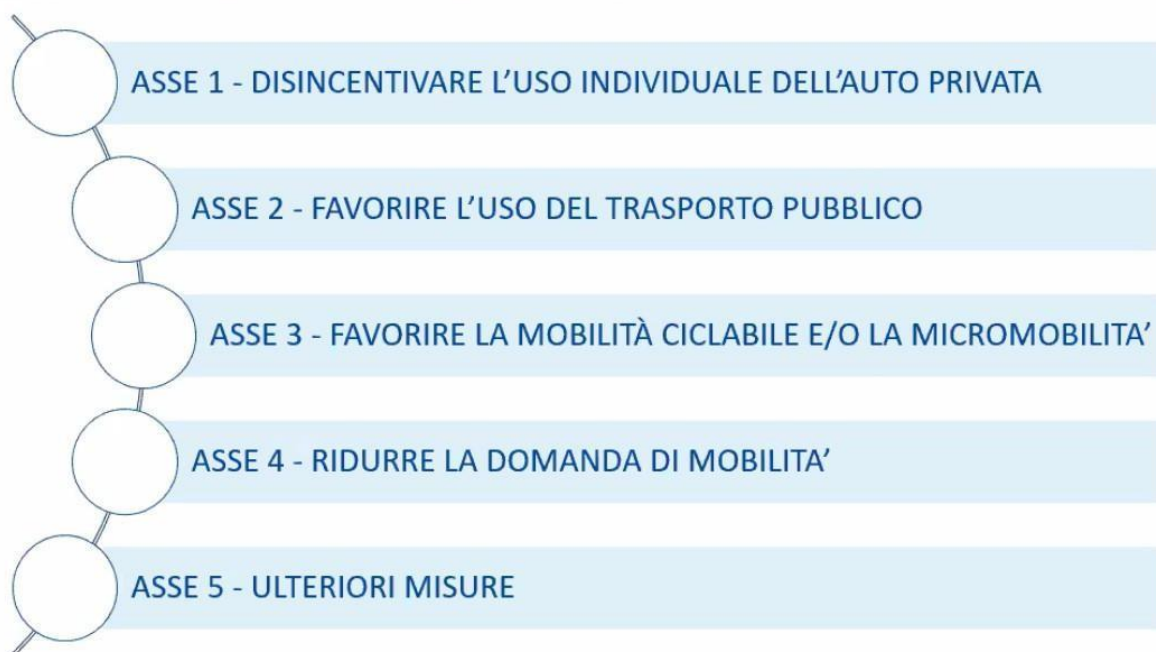 ASSE 1 - DISINCENTIVARE L’USO INDIVIDUALE DELL’AUTO PRIVATA
ASSE 2 - FAVORIRE L’USO DEL TRASPORTO PUBBLICO
ASSE 3 - FAVORIRE LA MOBILITÀ CICLABILE E/O LA MICROMOBILITA’
ASSE 4 - RIDURRE LA DOMANDA DI MOBILITA’
ASSE 5 - ULTERIORI MISURE